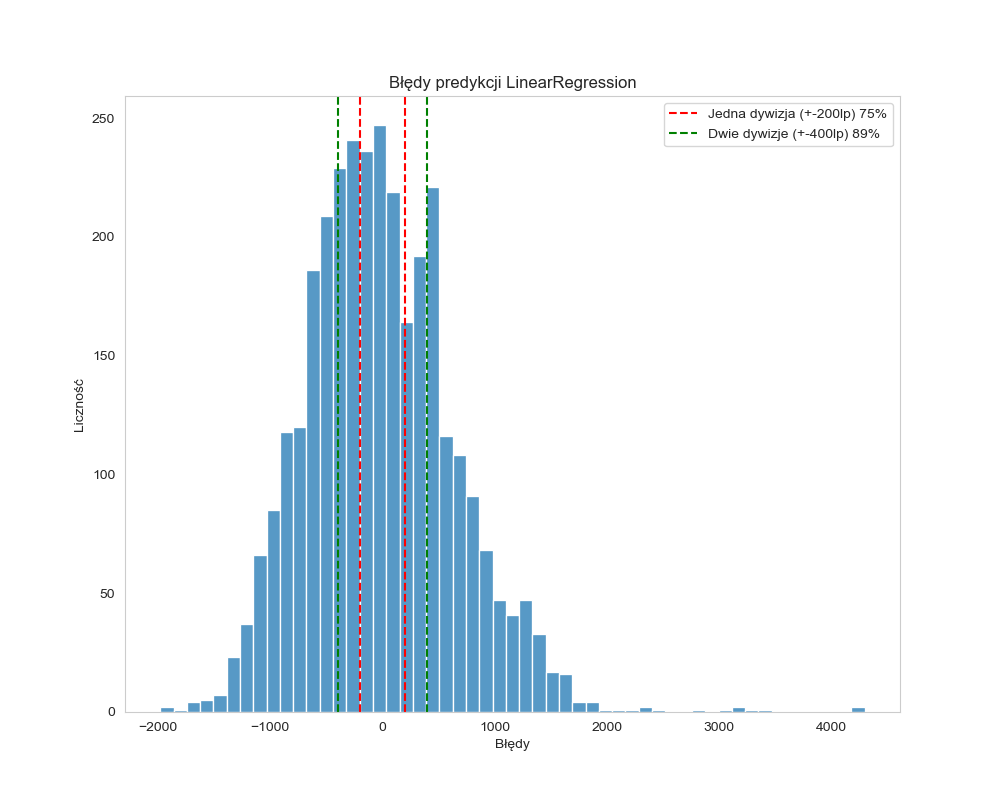 Błędy predykcji LinearRegression
Jedna dywizja (+-200lp) 75%
Dwie dywizje (+-400lp) 89%
250
200
150
100
50
0
Liczność
−2000
−1000
0
1000
2000
3000
4000
Błędy